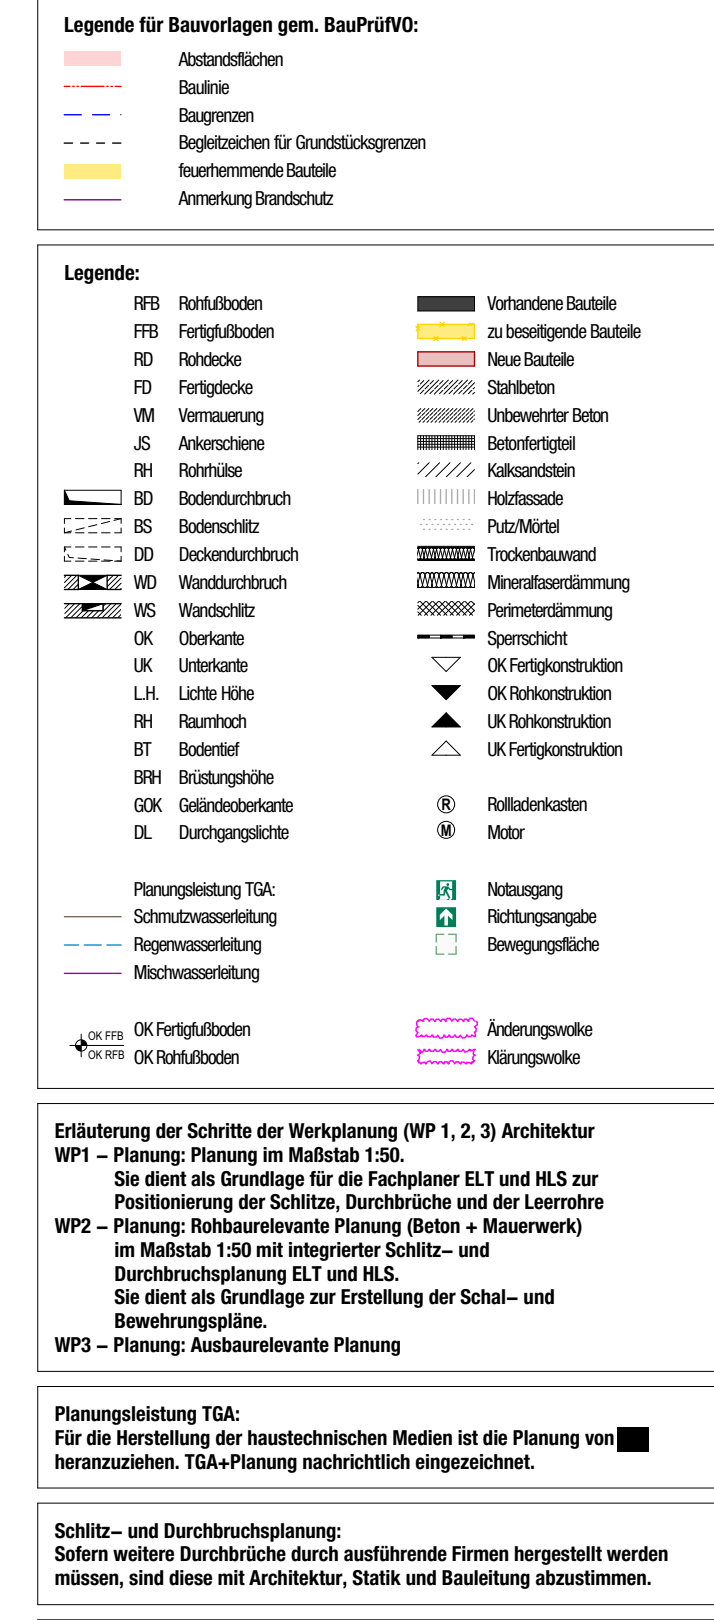 Legende für Bauvorlagen gem. BauPrüfVO:
Abstandsflächen
Baulinie
Baugrenzen
Begleitzeichen für Grundstücksgrenzen
feuerhemmende Bauteile
Anmerkung Brandschutz
Legende:
RFB Rohfußboden
FFB Fertigfußboden
RD Rohdecke
FD Fertigdecke
VM Vermauerung
JS Ankerschiene
RH Rohrhülse
BD Bodendurchbruch
BS Bodenschlitz
DD Deckendurchbruch
WD Wanddurchbruch
WS Wandschlitz
OK Oberkante
UK Unterkante
L.H. Lichte Höhe
RH Raumhoch
BT Bodentief
BRH Brüstungshöhe
GOK Geländeoberkante
DL Durchgangslichte
Planungsleistung TGA:
Schmutzwasserleitung
Regenwasserleitung
Mischwasserleitung
OK FFB OK Fertigfußboden
OK RFB OK Rohfußboden
Vorhandene Bauteile
zu beseitigende Bauteile
Neue Bauteile
Stahlbeton
Unbewehrter Beton
Betonfertigteil
Kalksandstein
Holzfassade
Putz/Mörtel
Trockenbauwand
Mineralfaserdämmung
Perimeterdämmung
Sperrschicht
OK Fertigkonstruktion
OK Rohkonstruktion
UK Rohkonstruktion
UK Fertigkonstruktion
R Rollladenkasten
M Motor
Notausgang
Richtungsangabe
Bewegungsfläche
Änderungswolke
Klärungswolke
Erläuterung der Schritte der Werkplanung (WP 1, 2, 3) Architektur
WP1 – Planung: Planung im Maßstab 1:50.
Sie dient als Grundlage für die Fachplaner ELT und HLS zur
Positionierung der Schlitze, Durchbrüche und der Leerrohre
WP2 – Planung: Rohbaurelevante Planung (Beton + Mauerwerk)
im Maßstab 1:50 mit integrierter Schlitz– und
Durchbruchsplanung ELT und HLS.
Sie dient als Grundlage zur Erstellung der Schal– und
Bewehrungspläne.
WP3 – Planung: Ausbaurelevante Planung
Planungsleistung TGA:
Für die Herstellung der haustechnischen Medien ist die Planung von
heranzuziehen. TGA+Planung nachrichtlich eingezeichnet.
Schlitz– und Durchbruchsplanung:
Sofern weitere Durchbrüche durch ausführende Firmen hergestellt werden
müssen, sind diese mit Architektur, Statik und Bauleitung abzustimmen.